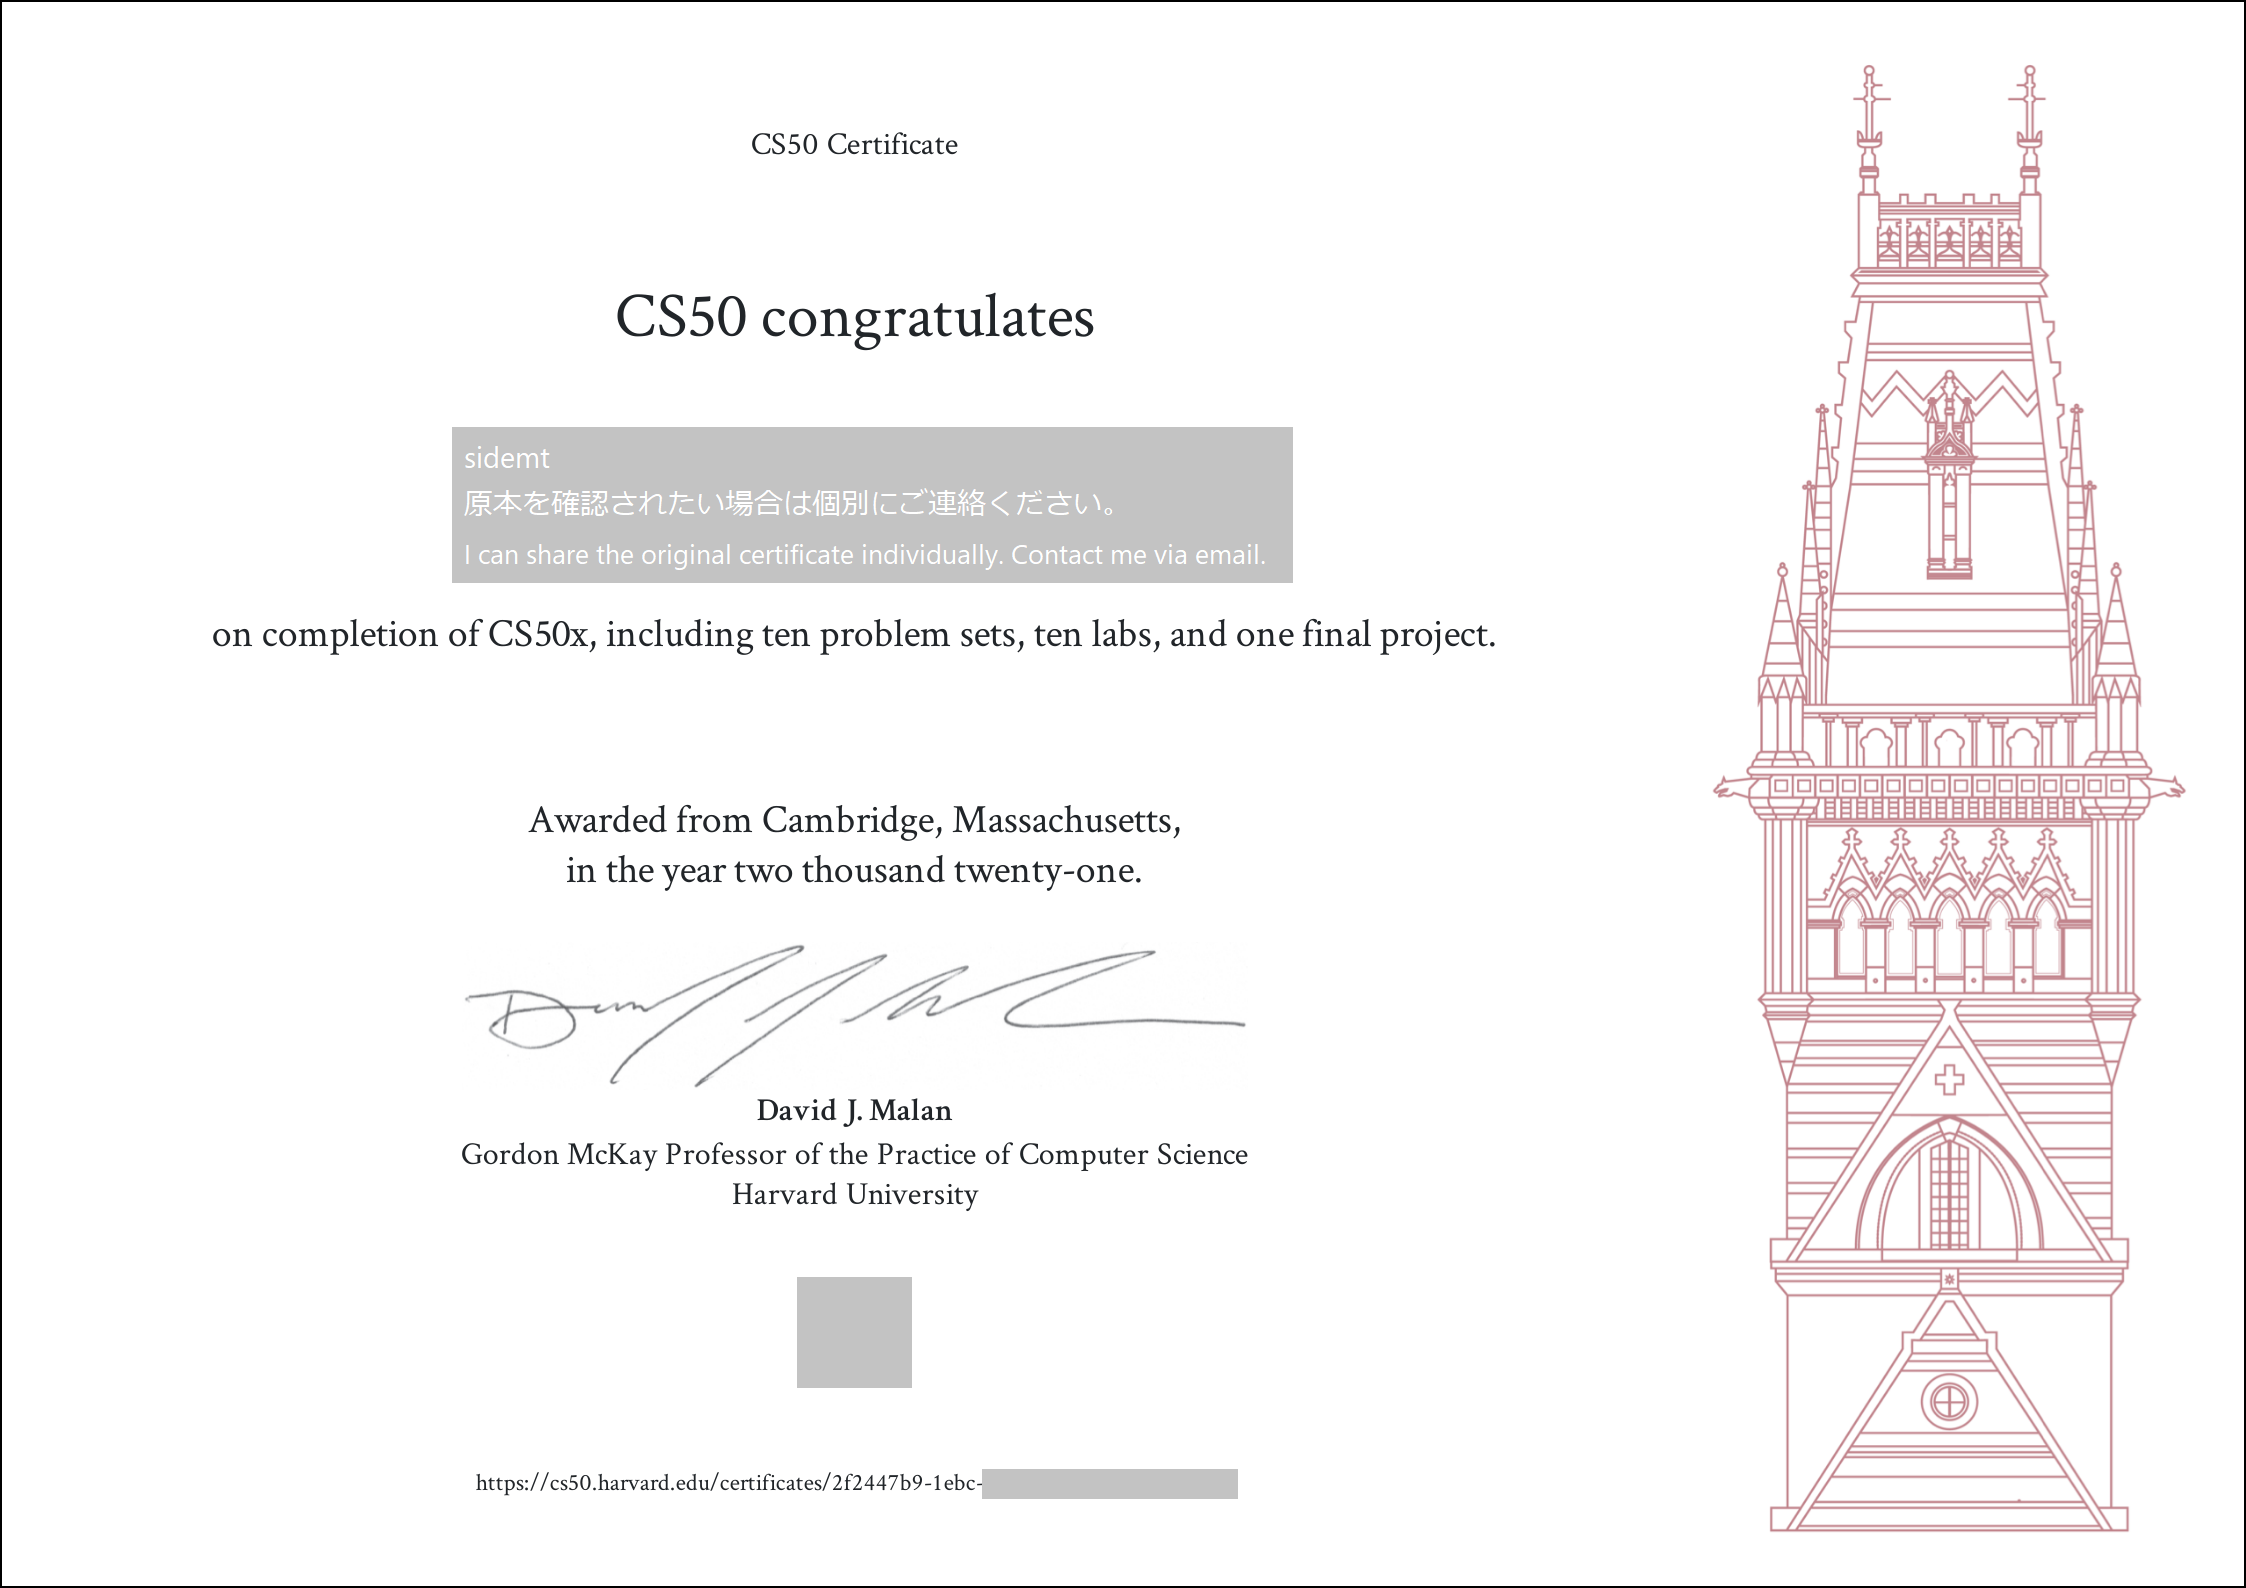 CS50 Certificate
CS50 congratulates
sidemt
原本を確認されたい場合は個別にご連絡ください。
I can share the original certificate individually. Contact me via email.
on completion of CS50x, including ten problem sets, ten labs, and one final project.
Awarded from Cambridge, Massachusetts,
in the year two thousand twenty-one.
David J. Malan
Gordon McKay Professor of the Practice of Computer Science
Harvard University
https://cs50.harvard.edu/certificates/2f2447b9-1ebc-